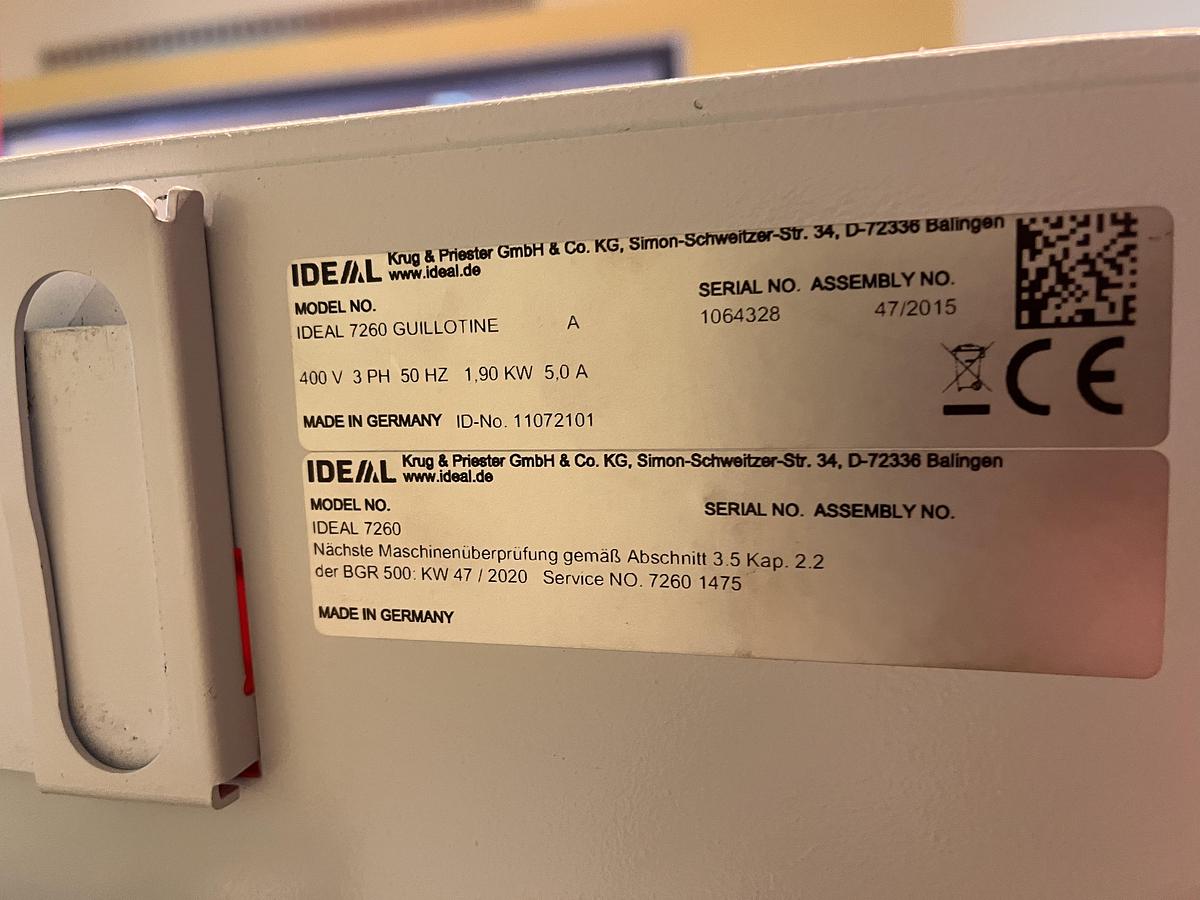 IDEAL Krug & Priester GmbH & Co. KG, Simon-Schweitzer-Str. 34, D-72336 Balingen
www.ideal.de
MODEL NO. SERIAL NO. ASSEMBLY NO.
IDEAL 7260 GUILLOTINE A 1064328 47/2015
400 V 3 PH 50 HZ 1,90 KW 5,0 A
CE
MADE IN GERMANY ID-No. 11072101
IDEAL Krug & Priester GmbH & Co. KG, Simon-Schweitzer-Str. 34, D-72336 Balingen
www.ideal.de
MODEL NO. SERIAL NO. ASSEMBLY NO.
IDEAL 7260
Nächste Maschinenüberprüfung gemäß Abschnitt 3.5 Kap. 2.2
der BGR 500: KW 47 / 2020 Service NO. 7260 1475
MADE IN GERMANY